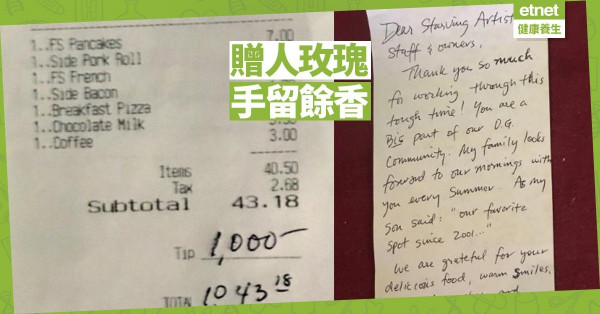 etnet
健康養生
贈人玫瑰
手留餘香
7.00
1..FS Pancakes
1..Side Pork Roll
1..FS French
1..Side Bacon
1..Breakfast Pizza
1..Chocolate Milk
1..Coffee 3.00
Items 40.50
Tax 2.68
Subtotal 43.18
Tip 1,000-
TOTAL 1043 18
Dear Starving Artist
Staff & owners,
Thank you so much
for working through this
tough time! You are a
BIG part of our O.G.
Community. My family looks
forward to our mornings with
you every Summer. As my
Son said: "our favorite
Spot since 2001..."
We are grateful for your
delicious food, warm smiles,
and